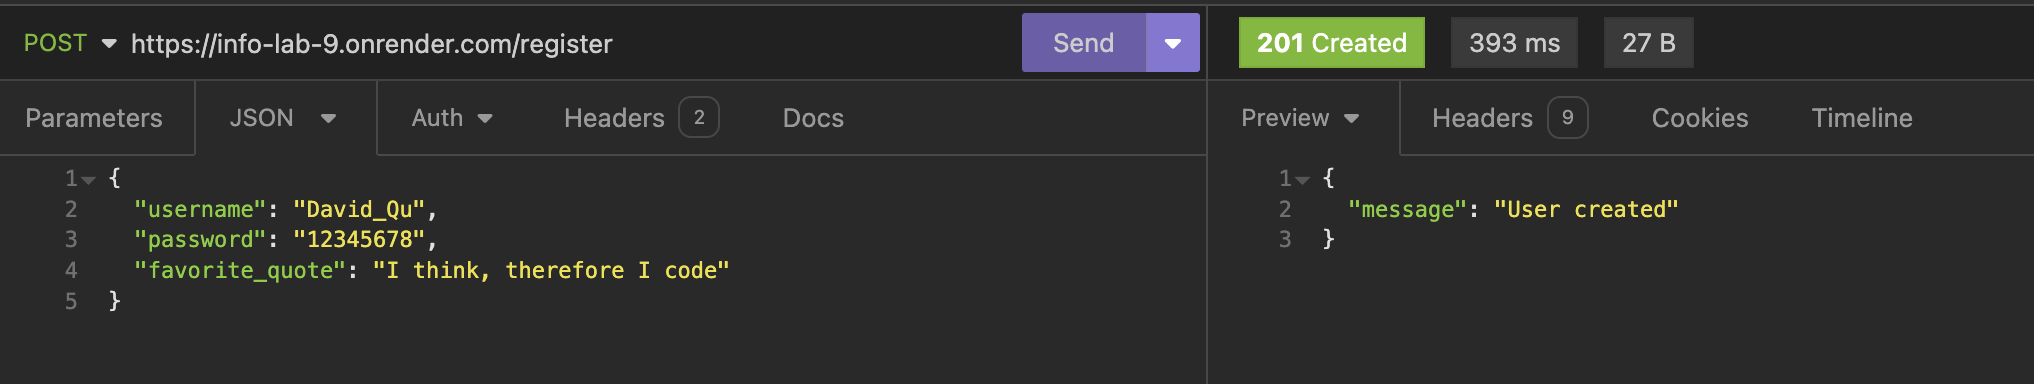 POST https://info-lab-9.onrender.com/register Send
201 Created 393 ms 27 B
Parameters JSON Auth Headers 2 Docs
Preview Headers 9 Cookies Timeline
1 {
2 "username": "David_Qu",
3 "password": "12345678",
4 "favorite_quote": "I think, therefore I code"
5 }
1 {
2 "message": "User created"
3 }